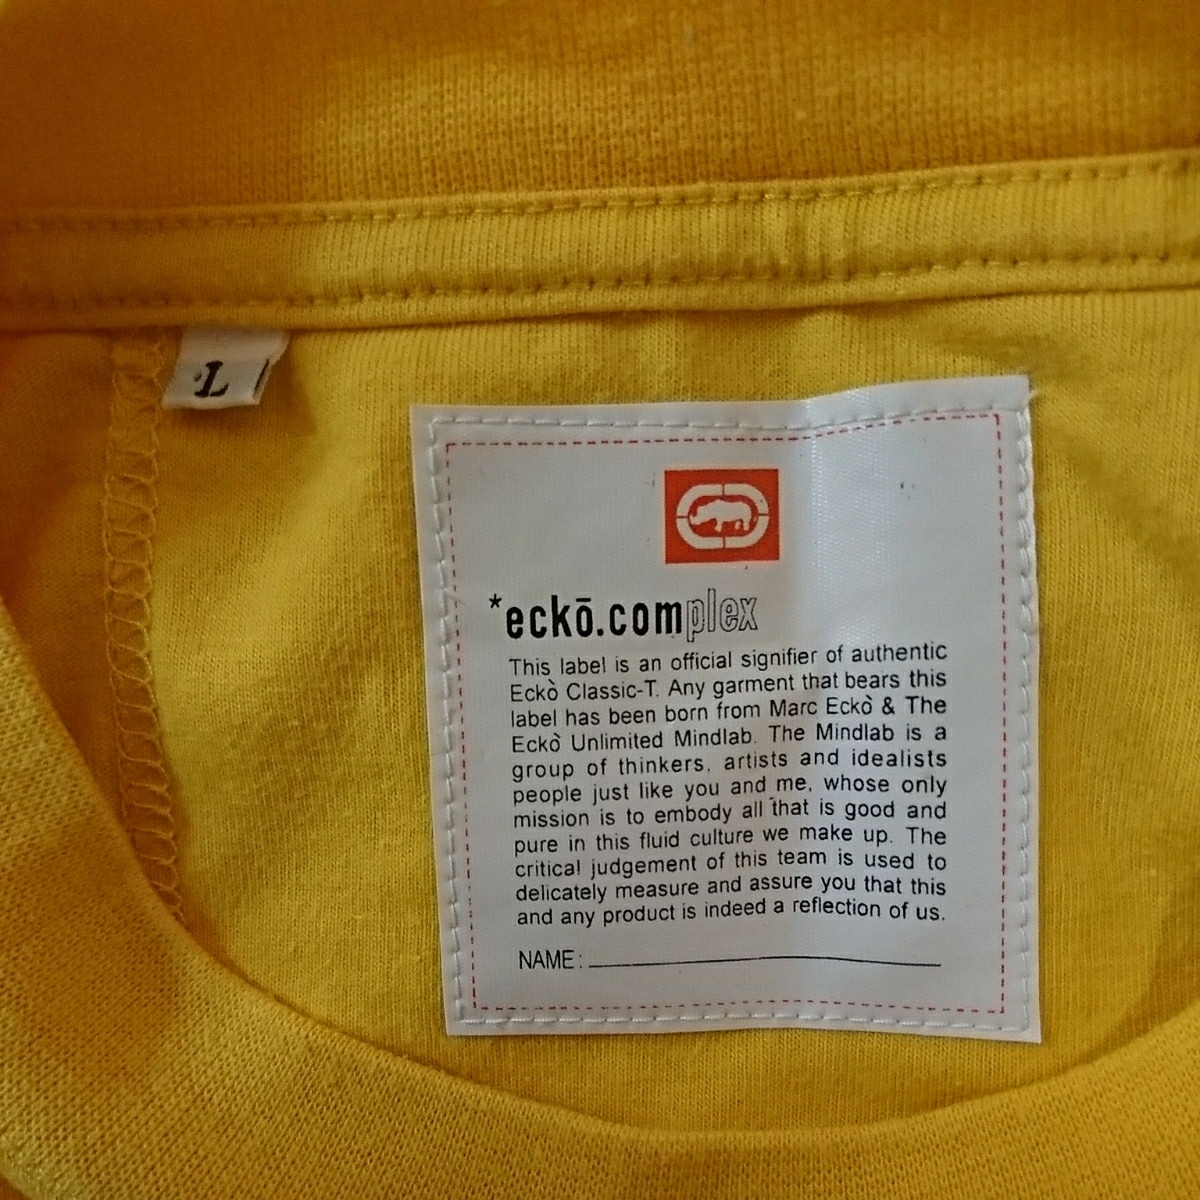 L
*eckō.complex
This label is an official signifier of authentic
Eckò Classic-T. Any garment that bears this
label has been born from Marc Eckò & The
Eckò Unlimited Mindlab. The Mindlab is a
group of thinkers, artists and idealists
people just like you and me, whose only
mission is to embody all that is good and
pure in this fluid culture we make up. The
critical judgement of this team is used to
delicately measure and assure you that this
and any product is indeed a reflection of us.
NAME: